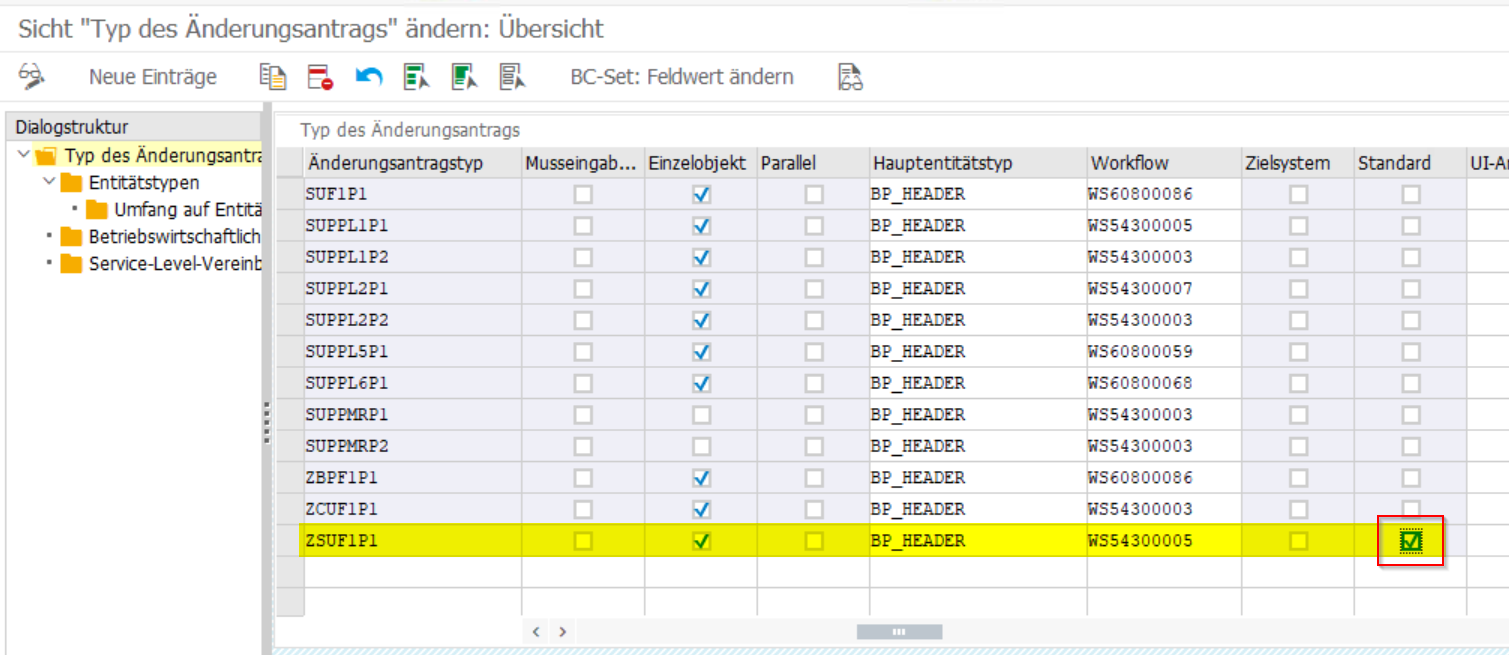 Sicht "Typ des Änderungsantrags" ändern: Übersicht
Neue Einträge BC-Set: Feldwert ändern
Dialogstruktur
Typ des Änderungsantra
Entitätstypen
Umfang auf Entitä
Betriebswirtschaftlich
Service-Level-Vereinb
Typ des Änderungsantrags
Änderungsantragstyp Musseingab... Einzelobjekt Parallel Hauptentitätstyp Workflow Zielsystem Standard UI-An
SUF1P1 BP_HEADER WS60800086
SUPPL1P1 BP_HEADER WS54300005
SUPPL1P2 BP_HEADER WS54300003
SUPPL2P1 BP_HEADER WS54300007
SUPPL2P2 BP_HEADER WS54300003
SUPPL5P1 BP_HEADER WS60800059
SUPPL6P1 BP_HEADER WS60800068
SUPPMRP1 BP_HEADER WS54300003
SUPPMRP2 BP_HEADER WS54300003
ZBPF1P1 BP_HEADER WS60800086
ZCUF1P1 BP_HEADER WS54300003
ZSUF1P1 BP_HEADER WS54300005